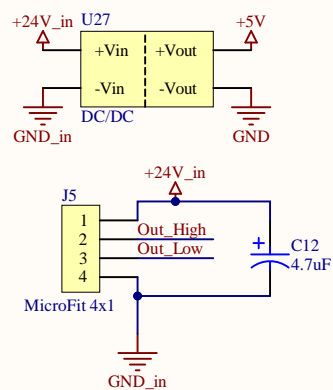 +24V_in
U27
+5V
+Vin
+Vout
-Vin
-Vout
GND_in
DC/DC
GND
+24V_in
J5
1
2
3
4
Out_High
Out_Low
+
C12
4.7uF
MicroFit 4x1
GND_in